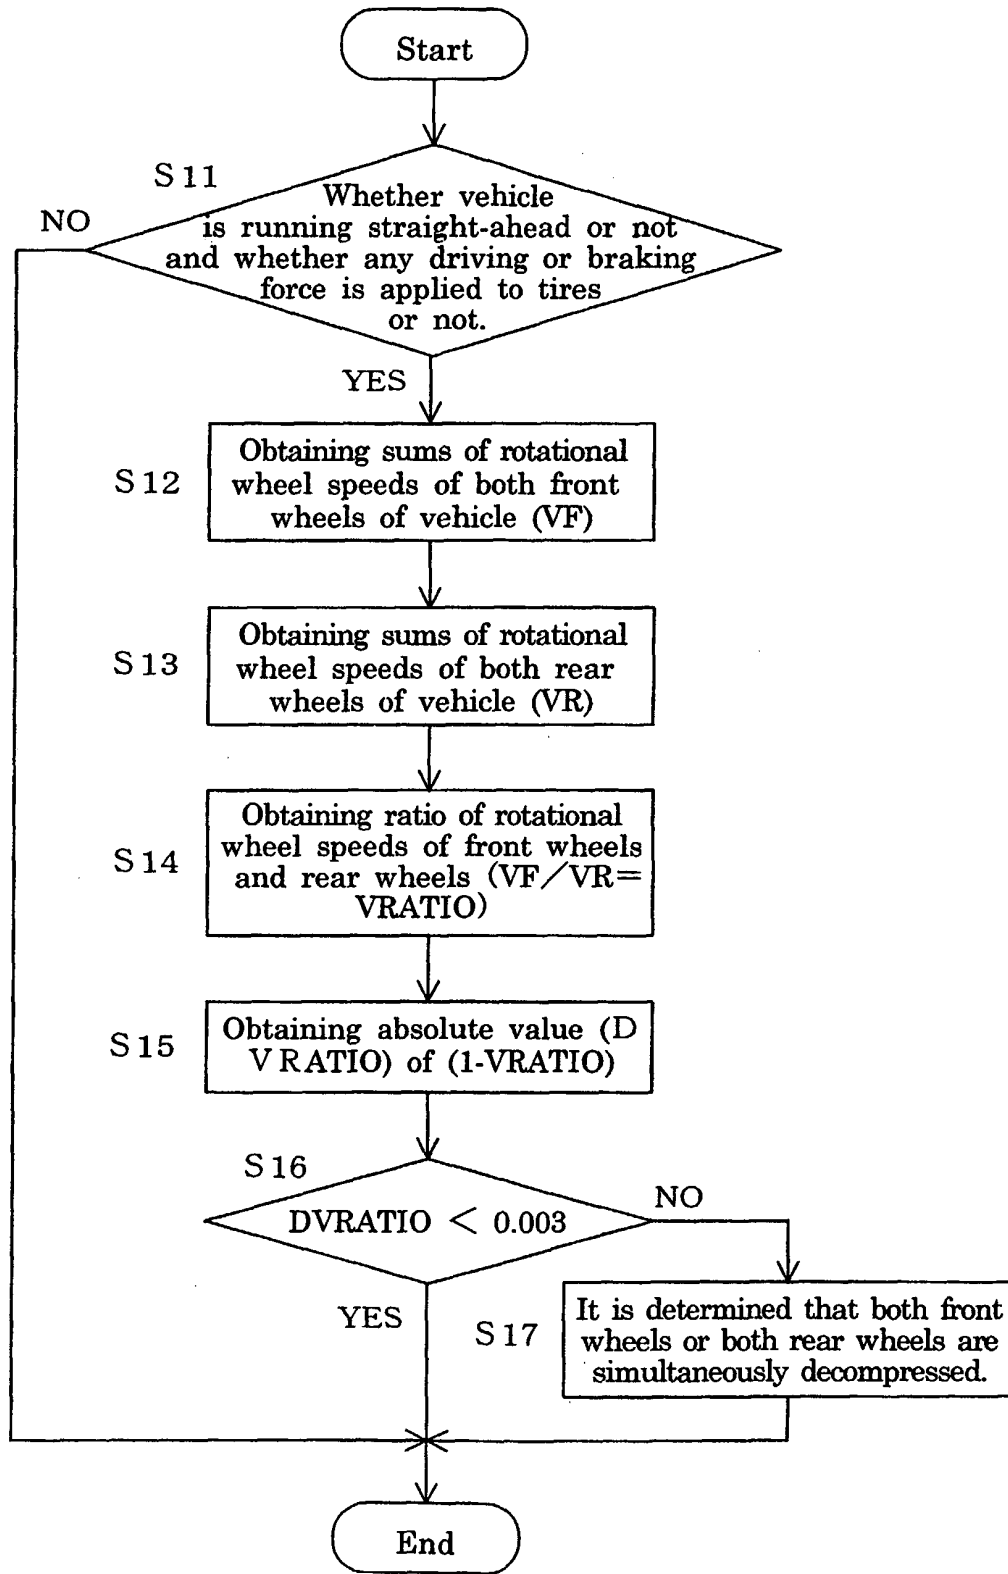 Start
S11
Whether vehicle
is running straight-ahead or not
and whether any driving or braking
force is applied to tires
or not.
NO
YES
S12
Obtaining sums of rotational
wheel speeds of both front
wheels of vehicle (VF)
S13
Obtaining sums of rotational
wheel speeds of both rear
wheels of vehicle (VR)
S14
Obtaining ratio of rotational
wheel speeds of front wheels
and rear wheels (VF/VR=
VRATIO)
S15
Obtaining absolute value (D
VRATIO) of (1-VRATIO)
S16
DVRATIO < 0.003
NO
YES
S17
It is determined that both front
wheels or both rear wheels are
simultaneously decompressed.
End